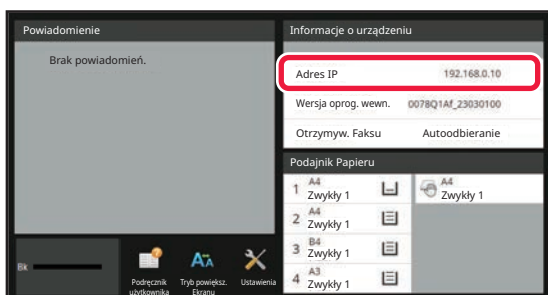 Powiadomienie
Brak powiadomień.
Informacje o urządzeniu
Adres IP 192.168.0.10
Wersja oprog. wewn. 0078Q1Af_23030100
Otrzymyw. Faksu Autoodbieranie
Podajnik Papieru
1 A4
Zwykły 1
A4
Zwykły 1
2 A4
Zwykły 1
3 B4
Zwykły 1
4 A3
Zwykły 1
Bk
Podręcznik
użytkownika
Tryb powiększ.
Ekranu
Ustawienia